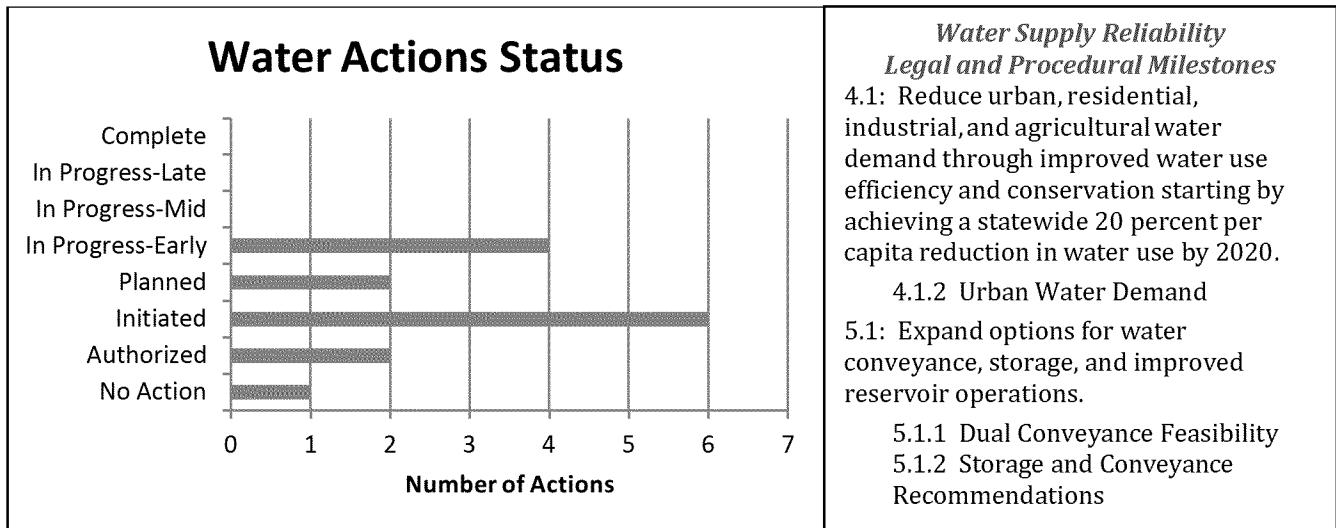 Water Actions Status
Complete
In Progress-Late
In Progress-Mid
In Progress-Early
Planned
Initiated
Authorized
No Action
0 1 2 3 4 5 6 7
Number of Actions
Water Supply Reliability
Legal and Procedural Milestones
4.1: Reduce urban, residential,
industrial, and agricultural water
demand through improved water use
efficiency and conservation starting by
achieving a statewide 20 percent per
capita reduction in water use by 2020.
4.1.2 Urban Water Demand
5.1: Expand options for water
conveyance, storage, and improved
reservoir operations.
5.1.1 Dual Conveyance Feasibility
5.1.2 Storage and Conveyance
Recommendations